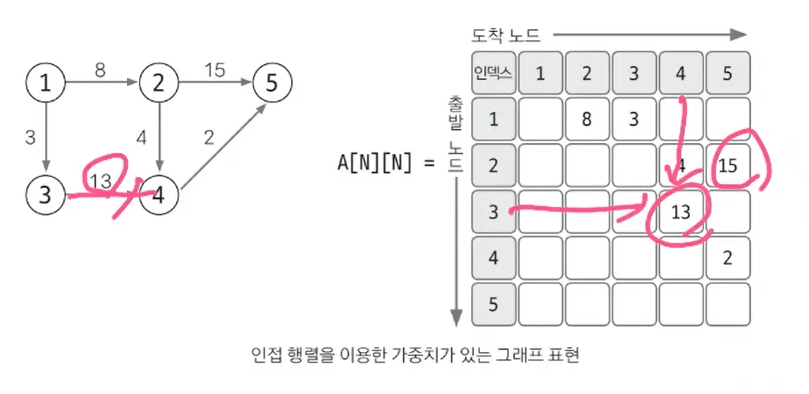 도착 노드
인덱스 1 2 3 4 5
출발 노드
1 8 3
2 4 15
3 13
4 2
5
A[N][N] =
1 8 2 15 5
3 4 2
3 13 4
인접 행렬을 이용한 가중치가 있는 그래프 표현